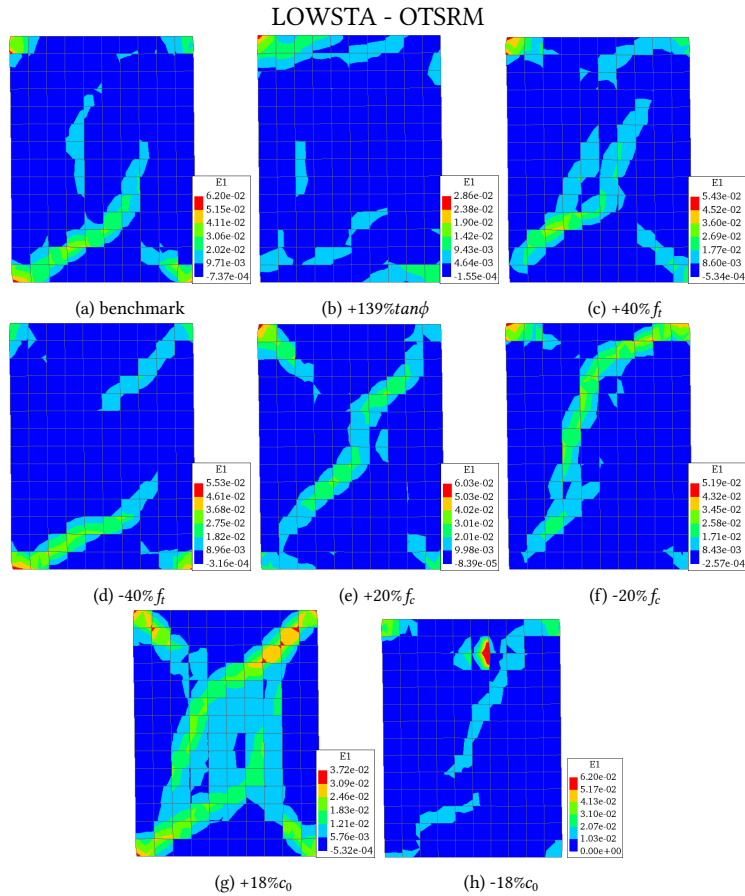 LOWSTA - OTSRM
E1
6.20e-02
5.15e-02
4.11e-02
3.06e-02
2.02e-02
9.71e-03
-7.37e-04
(a) benchmark
E1
2.86e-02
2.38e-02
1.90e-02
1.42e-02
9.43e-03
4.64e-03
-1.55e-04
(b) +139%tanϕ
E1
5.43e-02
4.52e-02
3.60e-02
2.69e-02
1.77e-02
8.60e-03
-5.34e-04
(c) +40%fₜ
E1
5.53e-02
4.61e-02
3.68e-02
2.75e-02
1.82e-02
8.96e-03
-3.16e-04
(d) -40%fₜ
E1
6.03e-02
5.03e-02
4.02e-02
3.01e-02
2.01e-02
9.98e-03
-8.39e-05
(e) +20%f_c
E1
5.19e-02
4.32e-02
3.45e-02
2.58e-02
1.71e-02
8.43e-03
-2.57e-04
(f) -20%f_c
E1
3.72e-02
3.09e-02
2.46e-02
1.83e-02
1.21e-02
5.76e-03
-5.32e-04
(g) +18%c₀
E1
6.20e-02
5.17e-02
4.13e-02
3.10e-02
2.07e-02
1.03e-02
0.00e+00
(h) -18%c₀